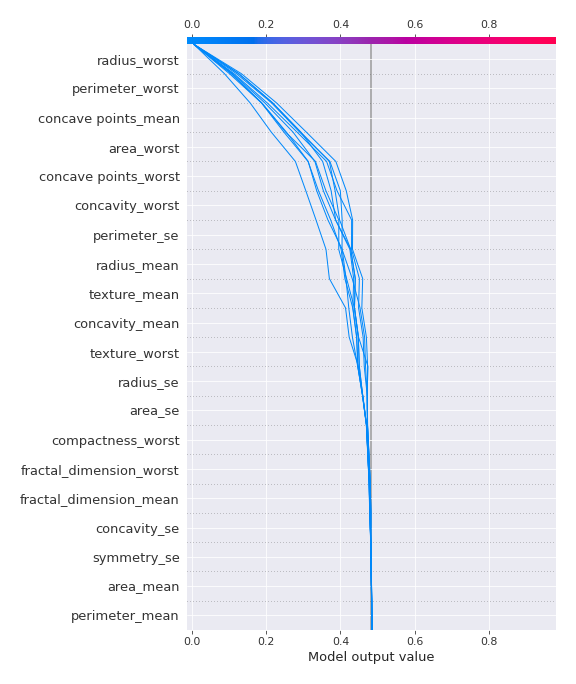 0.0 0.2 0.4 0.6 0.8
radius_worst
perimeter_worst
concave points_mean
area_worst
concave points_worst
concavity_worst
perimeter_se
radius_mean
texture_mean
concavity_mean
texture_worst
radius_se
area_se
compactness_worst
fractal_dimension_worst
fractal_dimension_mean
concavity_se
symmetry_se
area_mean
perimeter_mean
0.0 0.2 0.4 0.6 0.8
Model output value